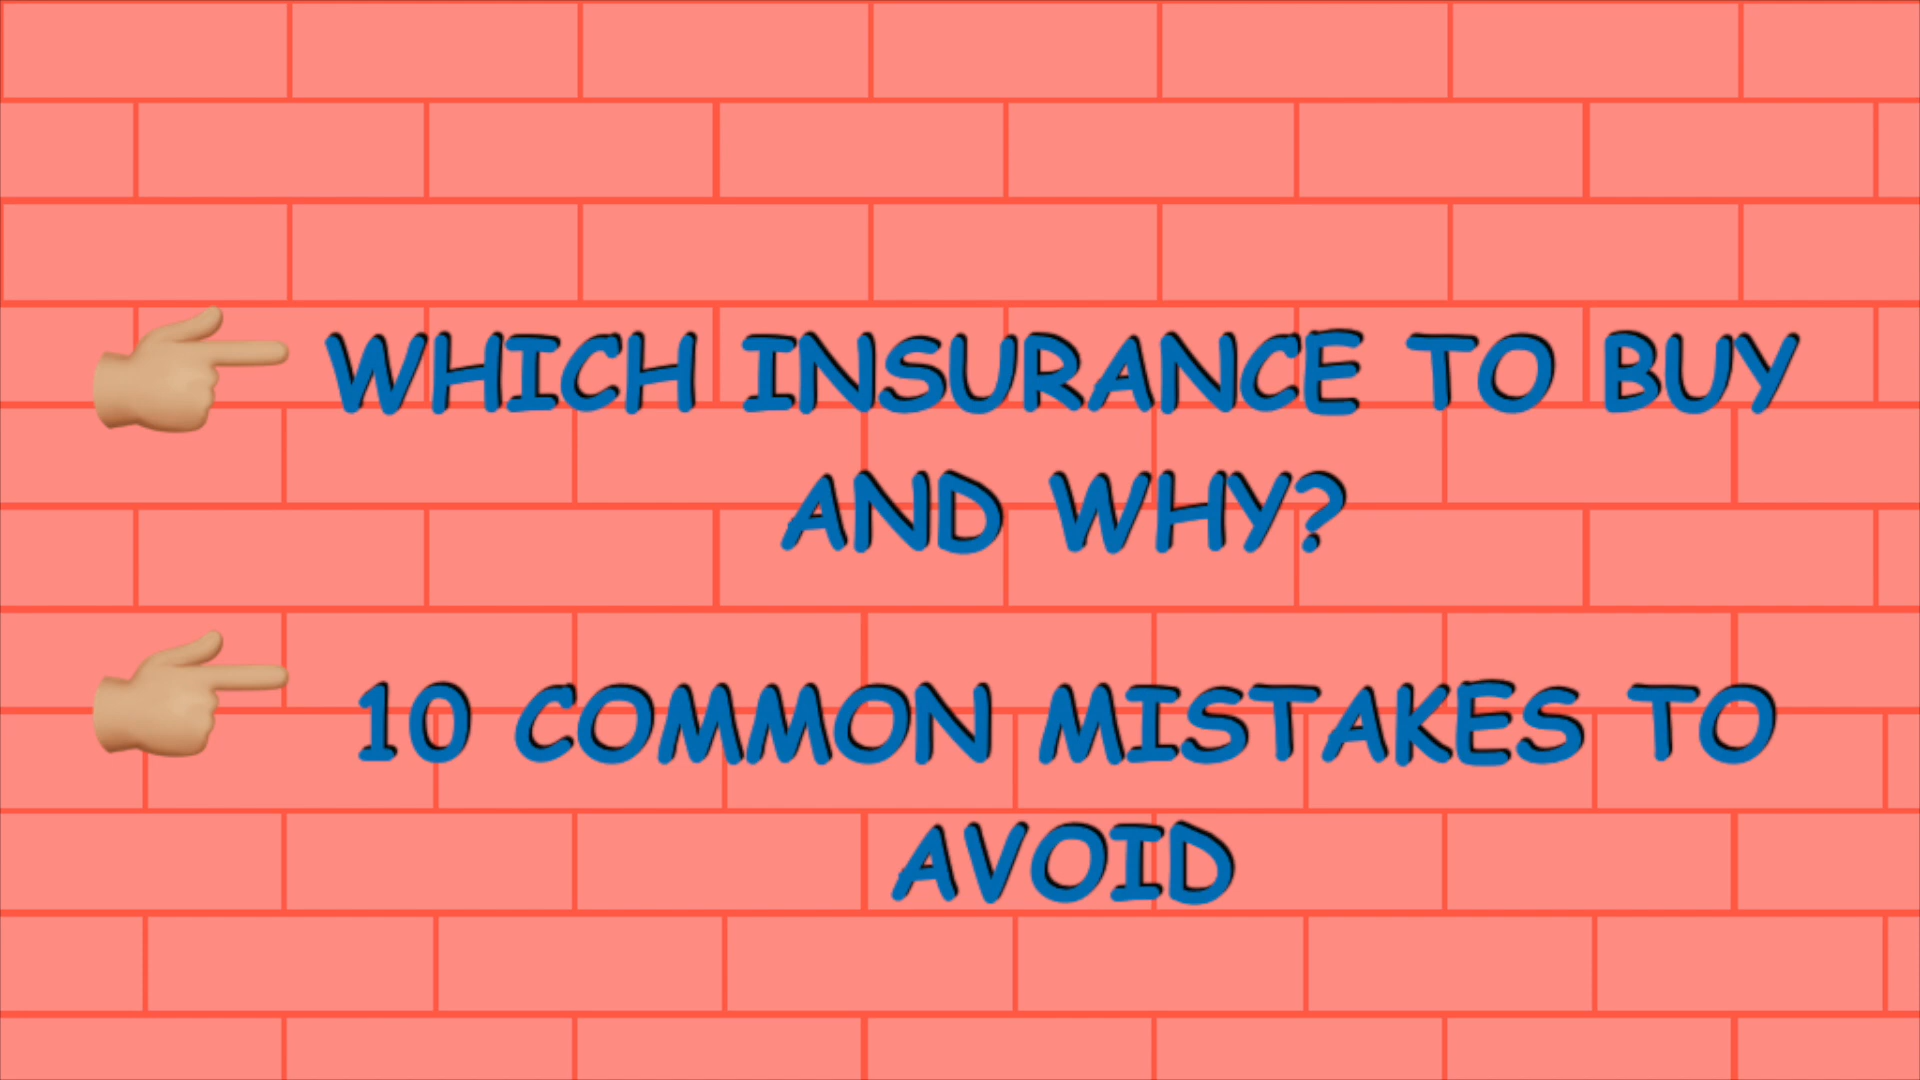 WHICH INSURANCE TO BUY
AND WHY?
10 COMMON MISTAKES TO
AVOID